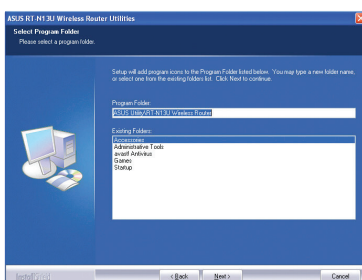 ASUS RT-N13U Wireless Router Utilities
Select Program Folder
Please select a program folder.
Setup will add program icons to the Program Folder listed below. You may type a new folder name,
or select one from the existing folders list. Click Next to continue.
Program Folder:
ASUS Utility\RT-N13U Wireless Router
Existing Folders:
Accessories
Administrative Tools
avast! Antivirus
Games
Startup
InstallShield
< Back
Next >
Cancel